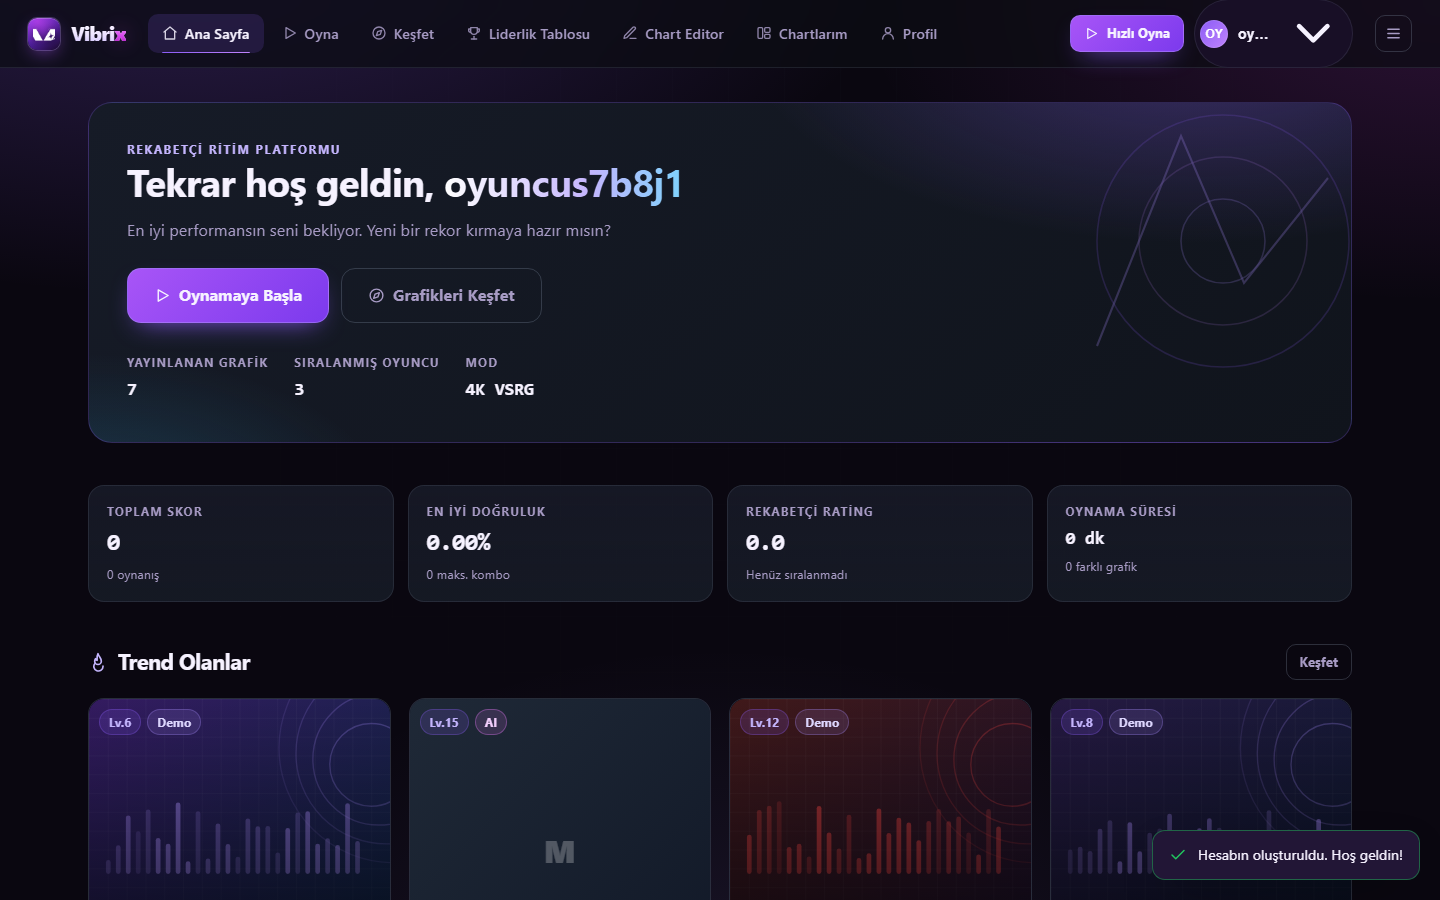 Vibrix
Ana Sayfa
Oyna
Keşfet
Liderlik Tablosu
Chart Editor
Chartlarım
Profil
Hızlı Oyna
OY
oy...
REKABETÇİ RİTİM PLATFORMU
Tekrar hoş geldin, oyuncus7b8j1
En iyi performansın seni bekliyor. Yeni bir rekor kırmaya hazır mısın?
Oynamaya Başla
Grafikleri Keşfet
YAYINLANAN GRAFİK
7
SIRALANMIŞ OYUNCU
3
MOD
4K VSRG
TOPLAM SKOR
0
0 oynanış
EN İYİ DOĞRULUK
0.00%
0 maks. kombo
REKABETÇİ RATİNG
0.0
Henüz sıralanmadı
OYNAMA SÜRESİ
0 dk
0 farklı grafik
Trend Olanlar
Keşfet
Lv.6
Demo
Lv.15
AI
M
Lv.12
Demo
Lv.8
Demo
Hesabın oluşturuldu. Hoş geldin!